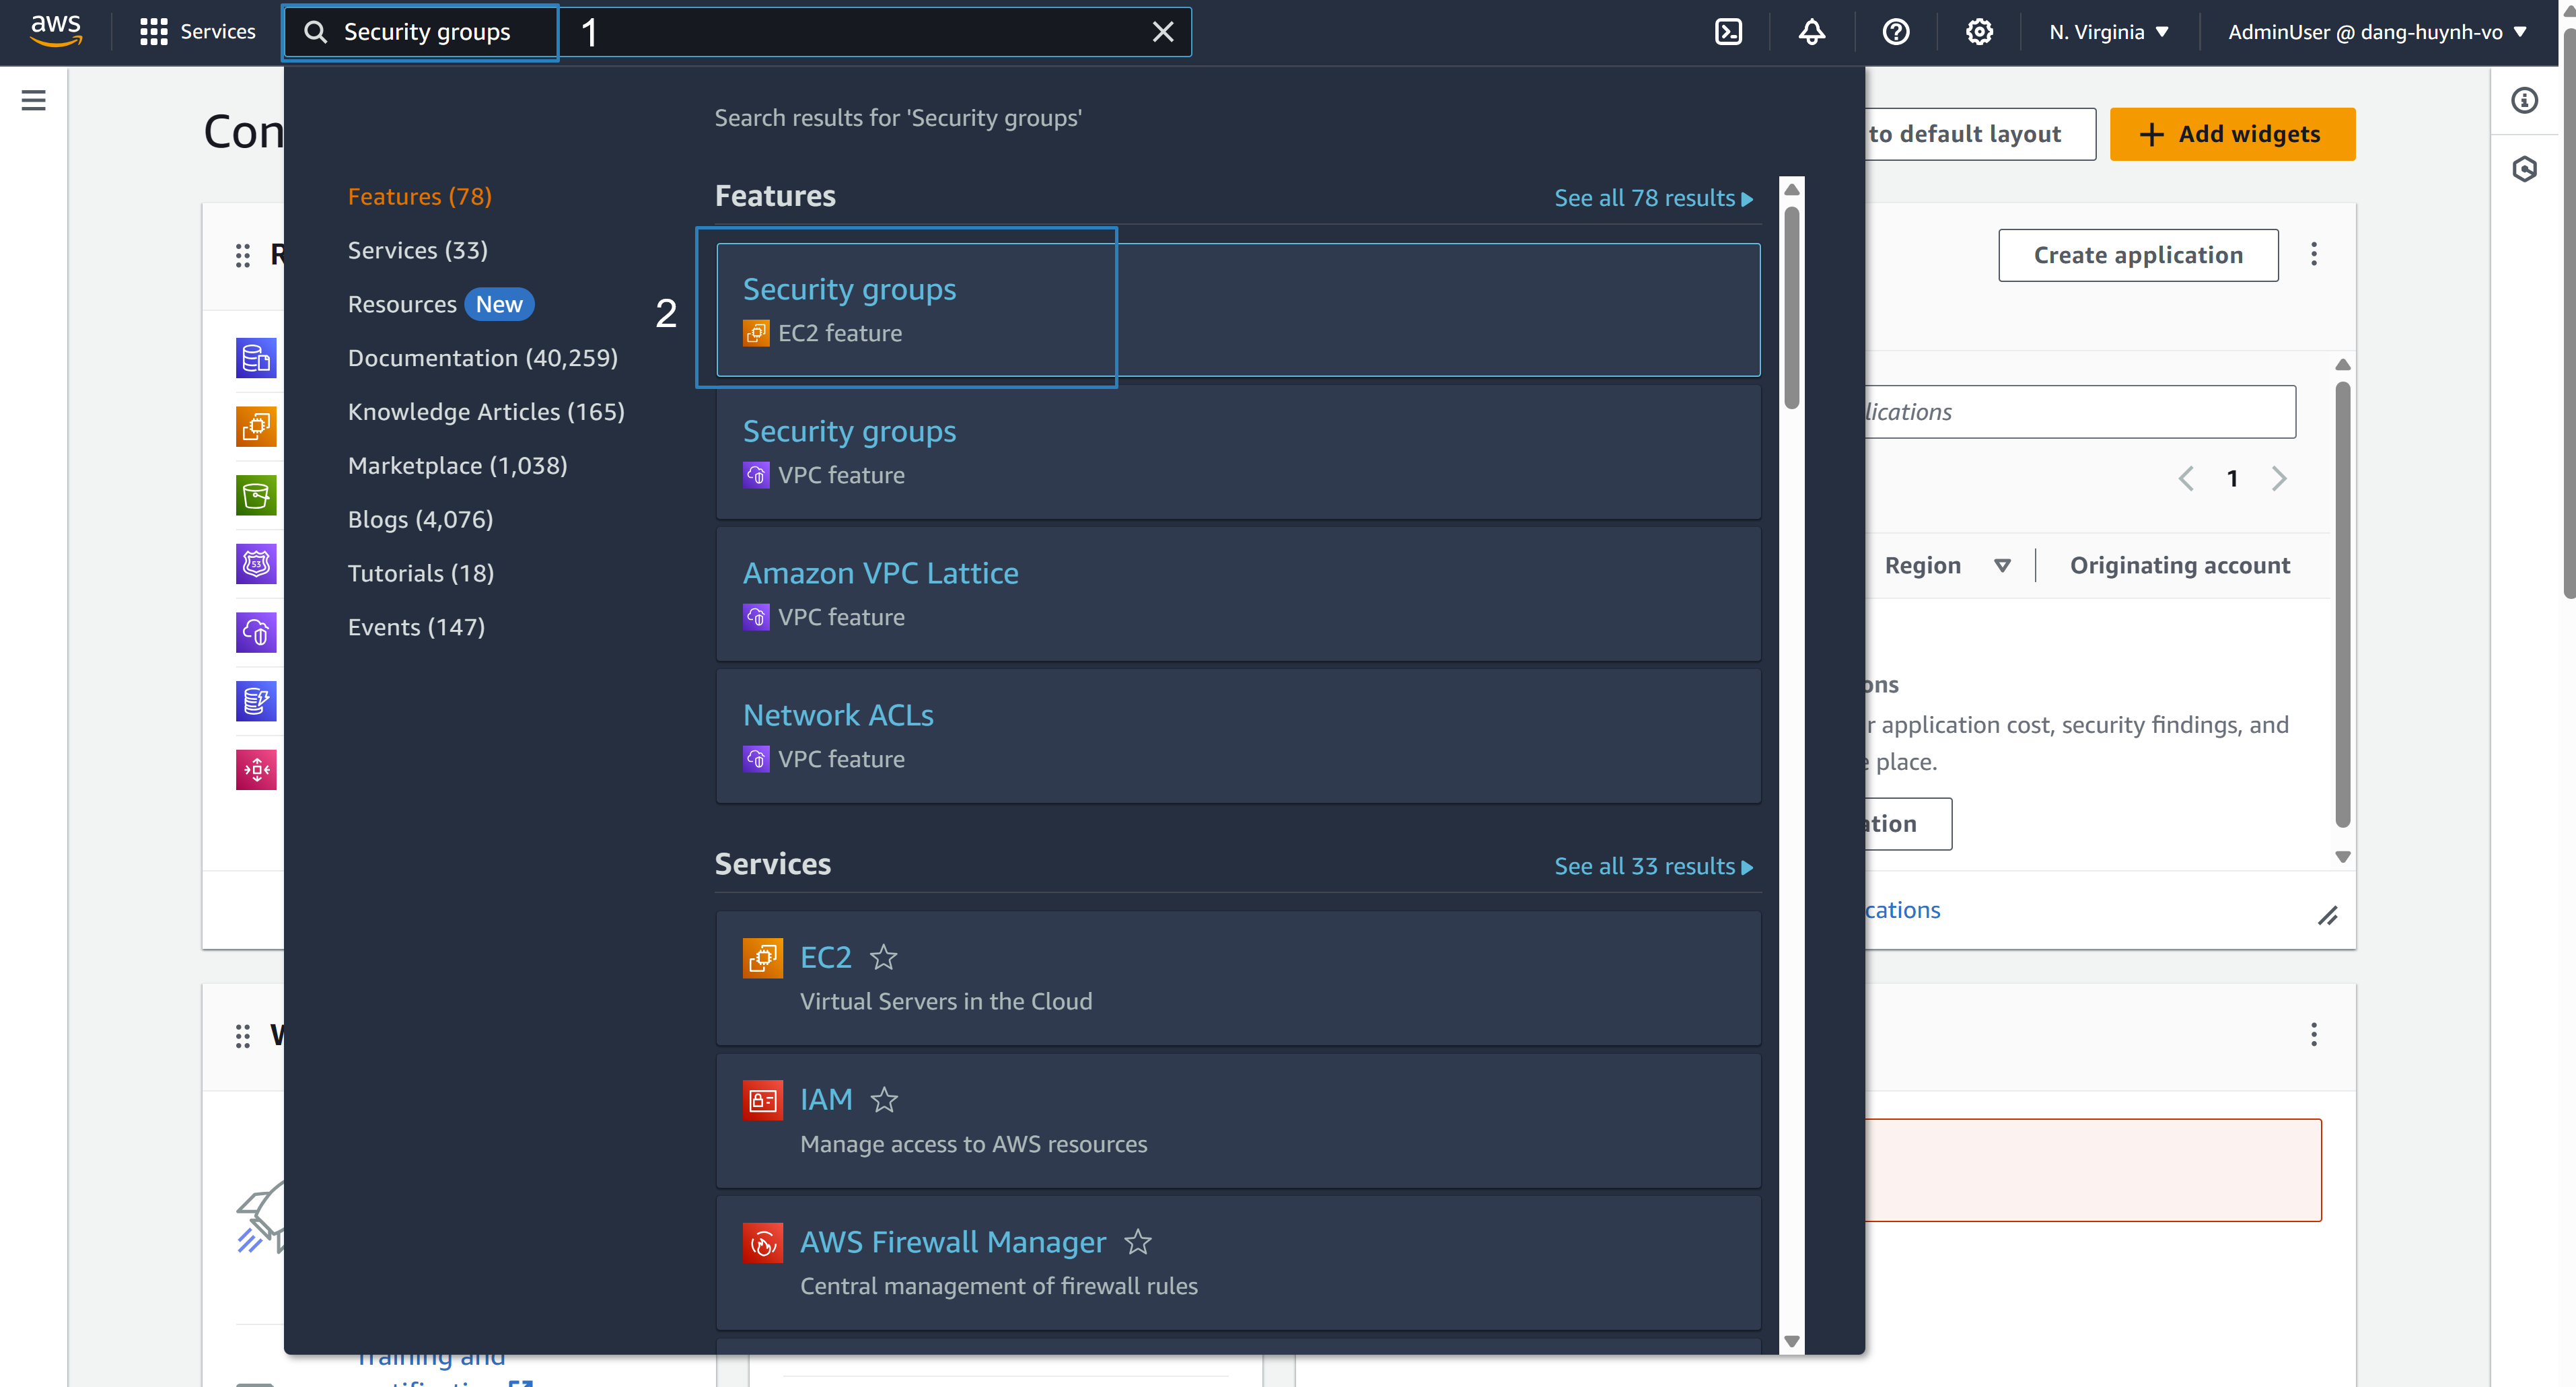 aws
Services
Security groups
1
N. Virginia
AdminUser @ dang-huynh-vo
Con
to default layout
Add widgets
Search results for 'Security groups'
Features (78)
Services (33)
Resources New
Documentation (40,259)
Knowledge Articles (165)
Marketplace (1,038)
Blogs (4,076)
Tutorials (18)
Events (147)
2
Features
See all 78 results
Security groups
EC2 feature
Security groups
VPC feature
Amazon VPC Lattice
VPC feature
Network ACLs
VPC feature
Services
See all 33 results
EC2
Virtual Servers in the Cloud
IAM
Manage access to AWS resources
AWS Firewall Manager
Central management of firewall rules
R
53
Create application
lications
1
Region
Originating account
ons
r application cost, security findings, and
e place.
ation
cations
Training and